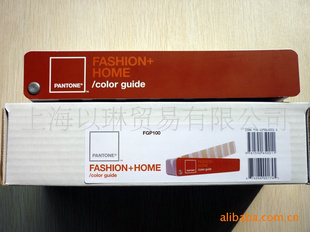 PANTONE®
FASHION+
HOME
/color guide
上海以琳贸易有限公司
FGP100
PANTONE®
FASHION+HOME
/color guide
alibaba.com.cn